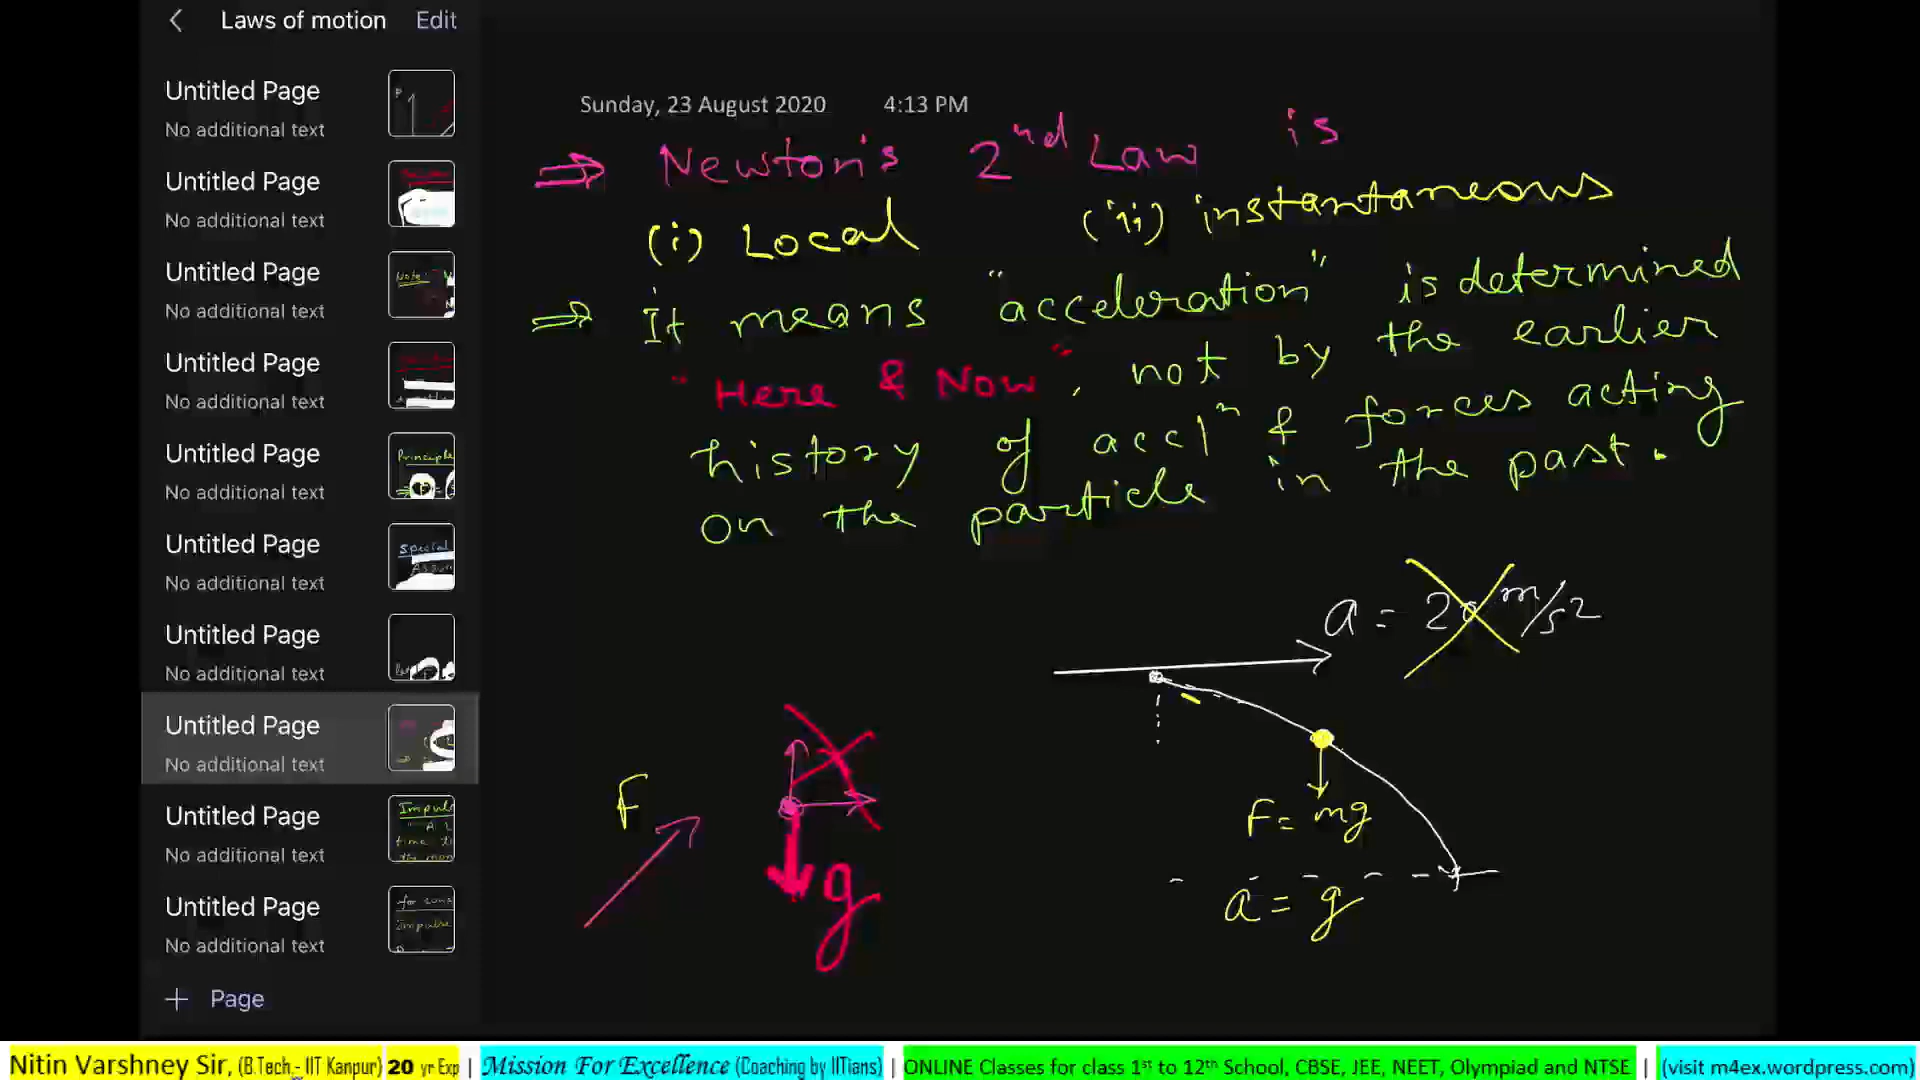 Laws of motion
Edit
Untitled Page
No additional text
Untitled Page
No additional text
Untitled Page
No additional text
Untitled Page
No additional text
Untitled Page
No additional text
Untitled Page
No additional text
Untitled Page
No additional text
Untitled Page
No additional text
Untitled Page
No additional text
Untitled Page
No additional text
+ Page
Sunday, 23 August 2020 4:13 PM
⇒ Newton's 2nd Law is
(i) Local (ii) instantaneous
⇒ It means "acceleration" is determined
"Here & Now", not by the earlier
history of accln & forces acting
on the particle in the past.
a = 20 m/s2
F
g
F = mg
a = g
Nitin Varshney Sir, (B.Tech.- IIT Kanpur) 20 yr Exp | Mission For Excellence (Coaching by IITians) | ONLINE Classes for class 1st to 12th School, CBSE, JEE, NEET, Olympiad and NTSE | (visit m4ex.wordpress.com)